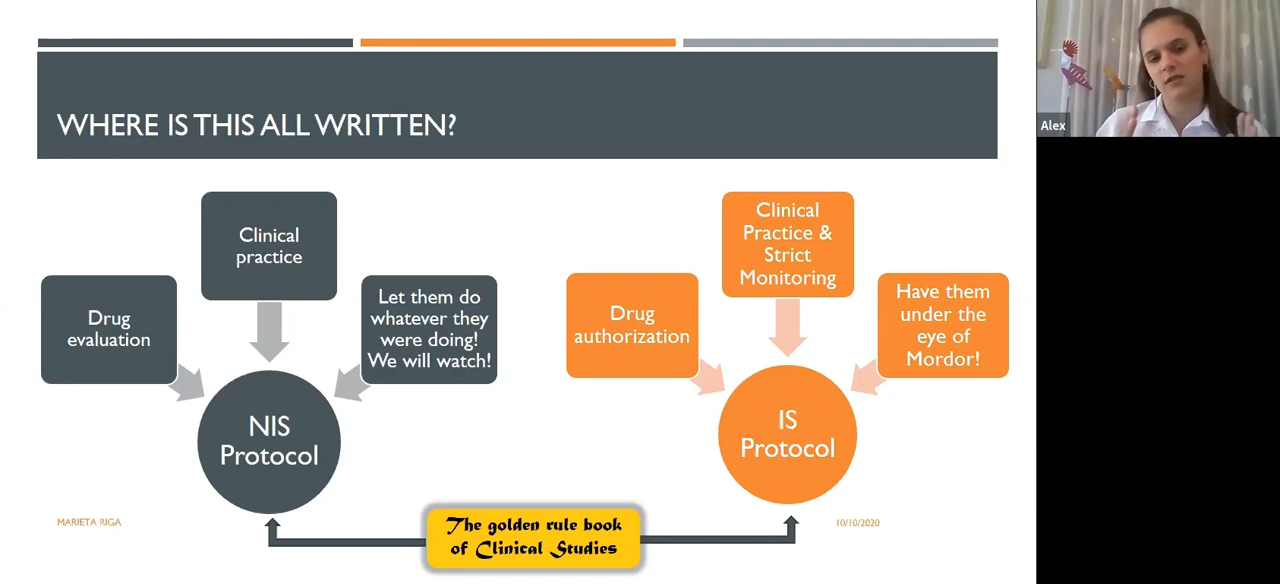 WHERE IS THIS ALL WRITTEN?
Alex
Drug
evaluation
Clinical
practice
Let them do
whatever they
were doing!
We will watch!
NIS
Protocol
Drug
authorization
Clinical
Practice &
Strict
Monitoring
Have them
under the
eye of
Mordor!
IS
Protocol
The golden rule book
of Clinical Studies
MARIETA RIGA
10/10/2020